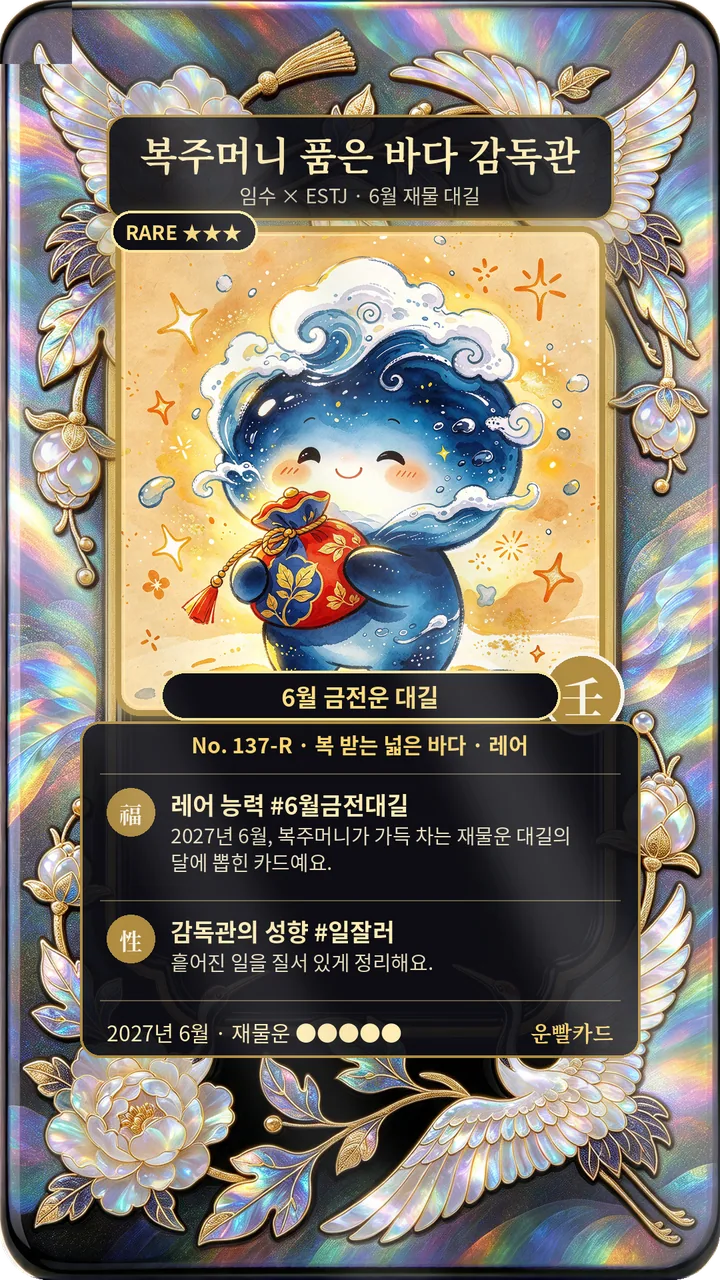 복주머니 품은 바다 감독관
임수 × ESTJ · 6월 재물 대길
RARE ★★★
6월 금전운 대길
壬
No. 137-R · 복 받는 넓은 바다 · 레어
福
레어 능력 #6월금전대길
2027년 6월, 복주머니가 가득 차는 재물운 대길의
달에 뽑힌 카드예요.
性
감독관의 성향 #일잘러
흩어진 일을 질서 있게 정리해요.
2027년 6월 · 재물운 ●●●●●
운빨카드